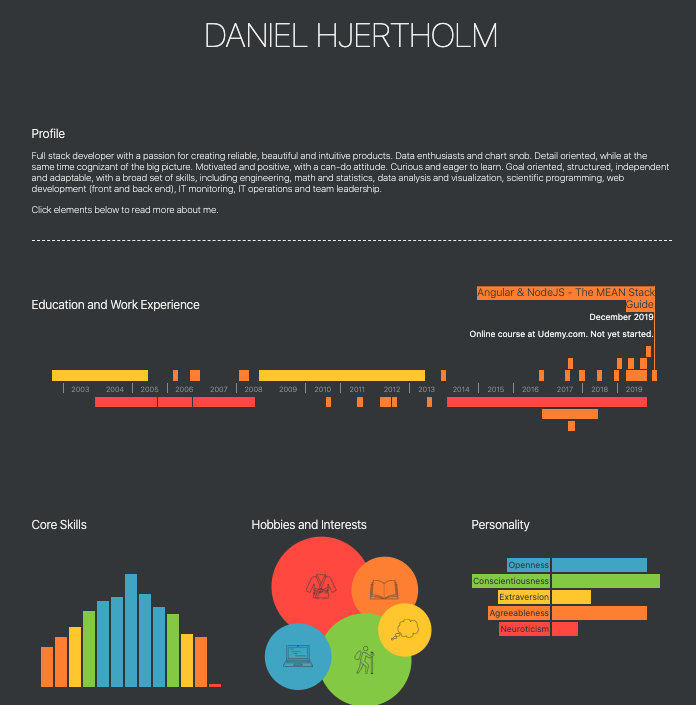 DANIEL HJERTHOLM
Profile
Full stack developer with a passion for creating reliable, beautiful and intuitive products. Data enthusiasts and chart snob. Detail oriented, while at the
same time cognizant of the big picture. Motivated and positive, with a can-do attitude. Curious and eager to learn. Goal oriented, structured, independent
and adaptable, with a broad set of skills, including engineering, math and statistics, data analysis and visualization, scientific programming, web
development (front and back end), IT monitoring, IT operations and team leadership.
Click elements below to read more about me.
Education and Work Experience
Angular & NodeJS - The MEAN Stack
Guide
December 2019
Online course at Udemy.com. Not yet started.
2003 2004 2005 2006 2007 2008 2009 2010 2011 2012 2013 2014 2015 2016 2017 2018 2019
Core Skills
Hobbies and Interests
Personality
Openness
Conscientiousness
Extraversion
Agreeableness
Neuroticism